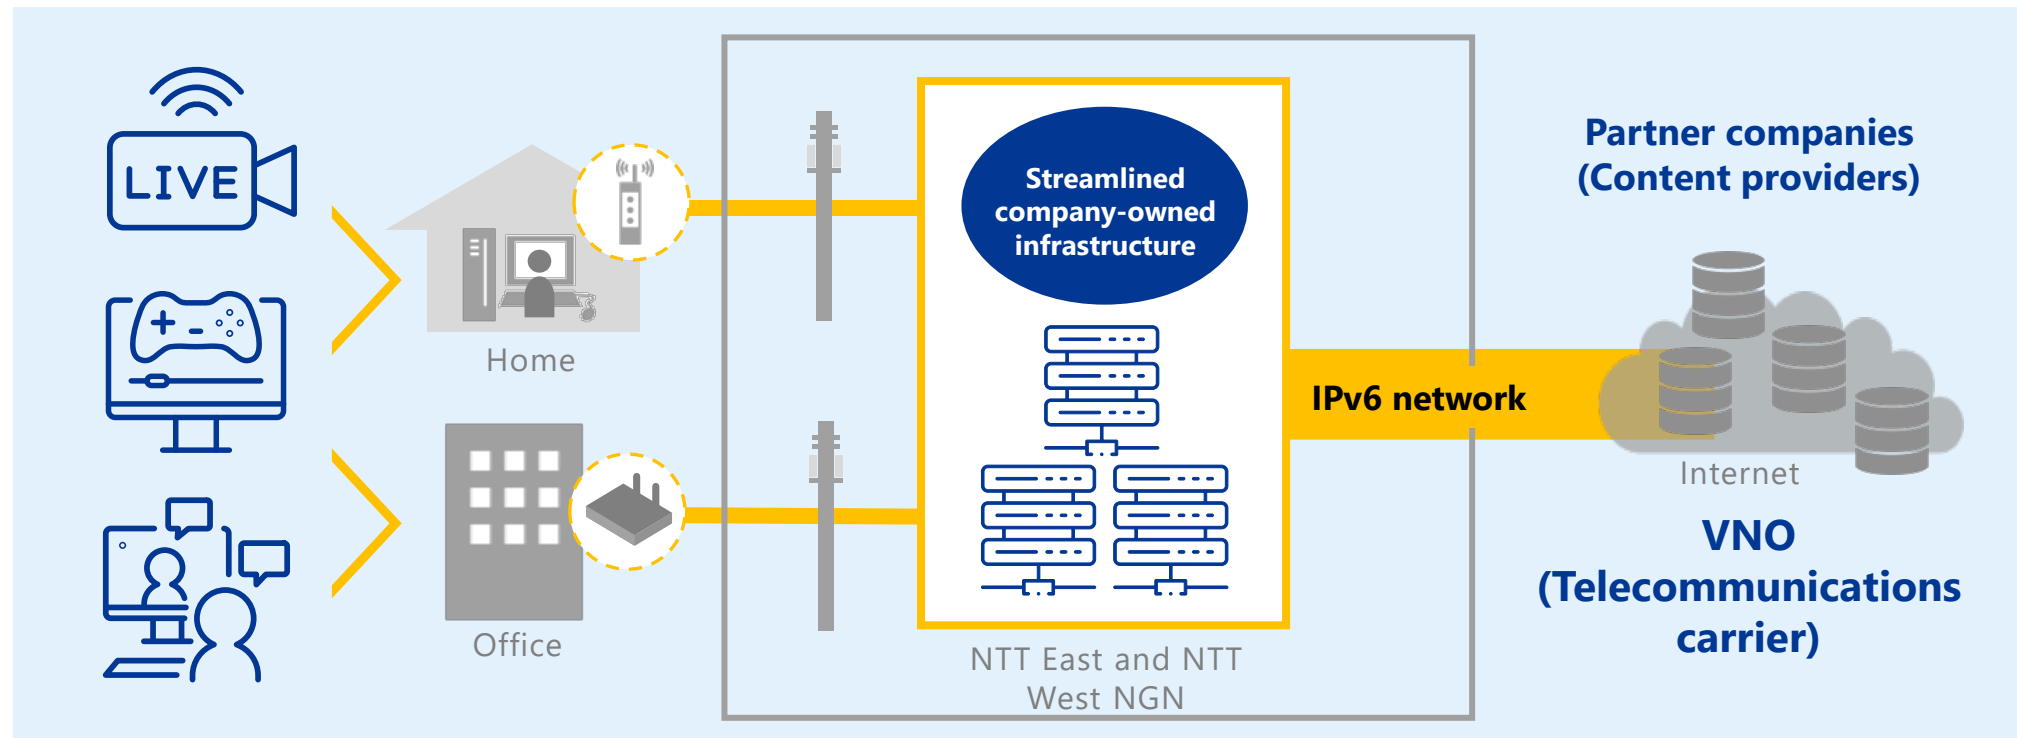 LIVE
Home
Office
Streamlined
company-owned
infrastructure
NTT East and NTT
West NGN
IPv6 network
Partner companies
(Content providers)
Internet
VNO
(Telecommunications
carrier)